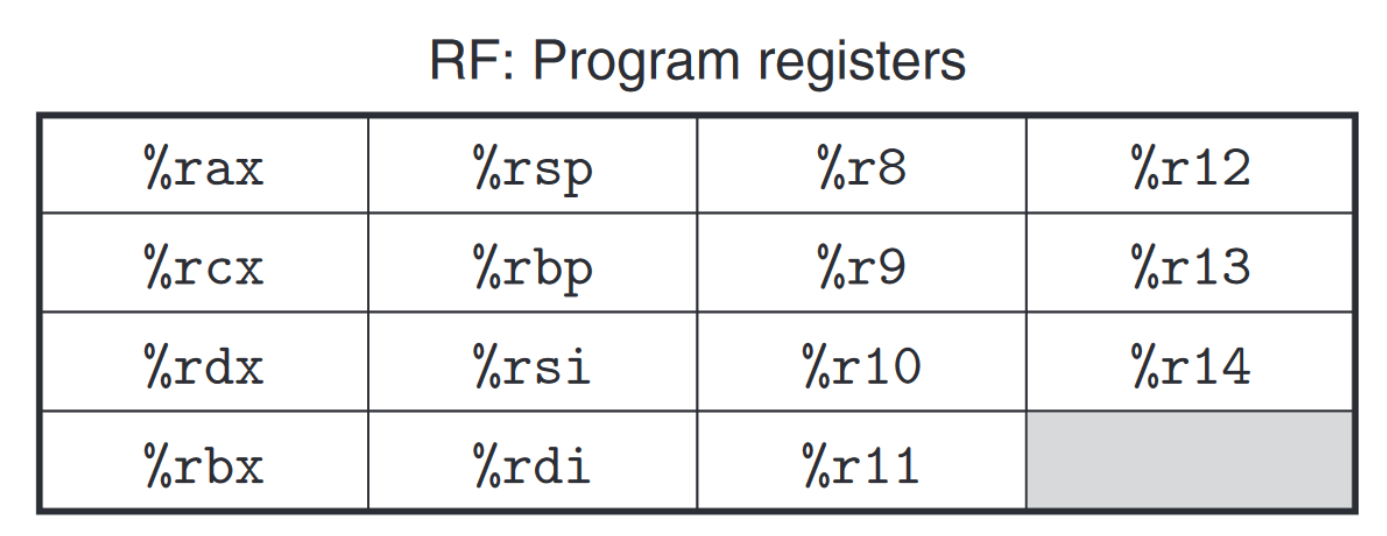 RF: Program registers
%rax %rsp %r8 %r12
%rcx %rbp %r9 %r13
%rdx %rsi %r10 %r14
%rbx %rdi %r11